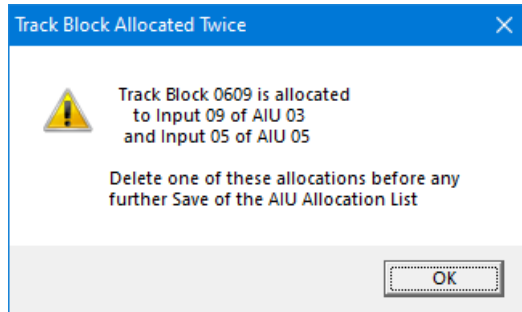 Track Block Allocated Twice
Track Block 0609 is allocated
to Input 09 of AIU 03
and Input 05 of AIU 05
Delete one of these allocations before any
further Save of the AIU Allocation List
OK